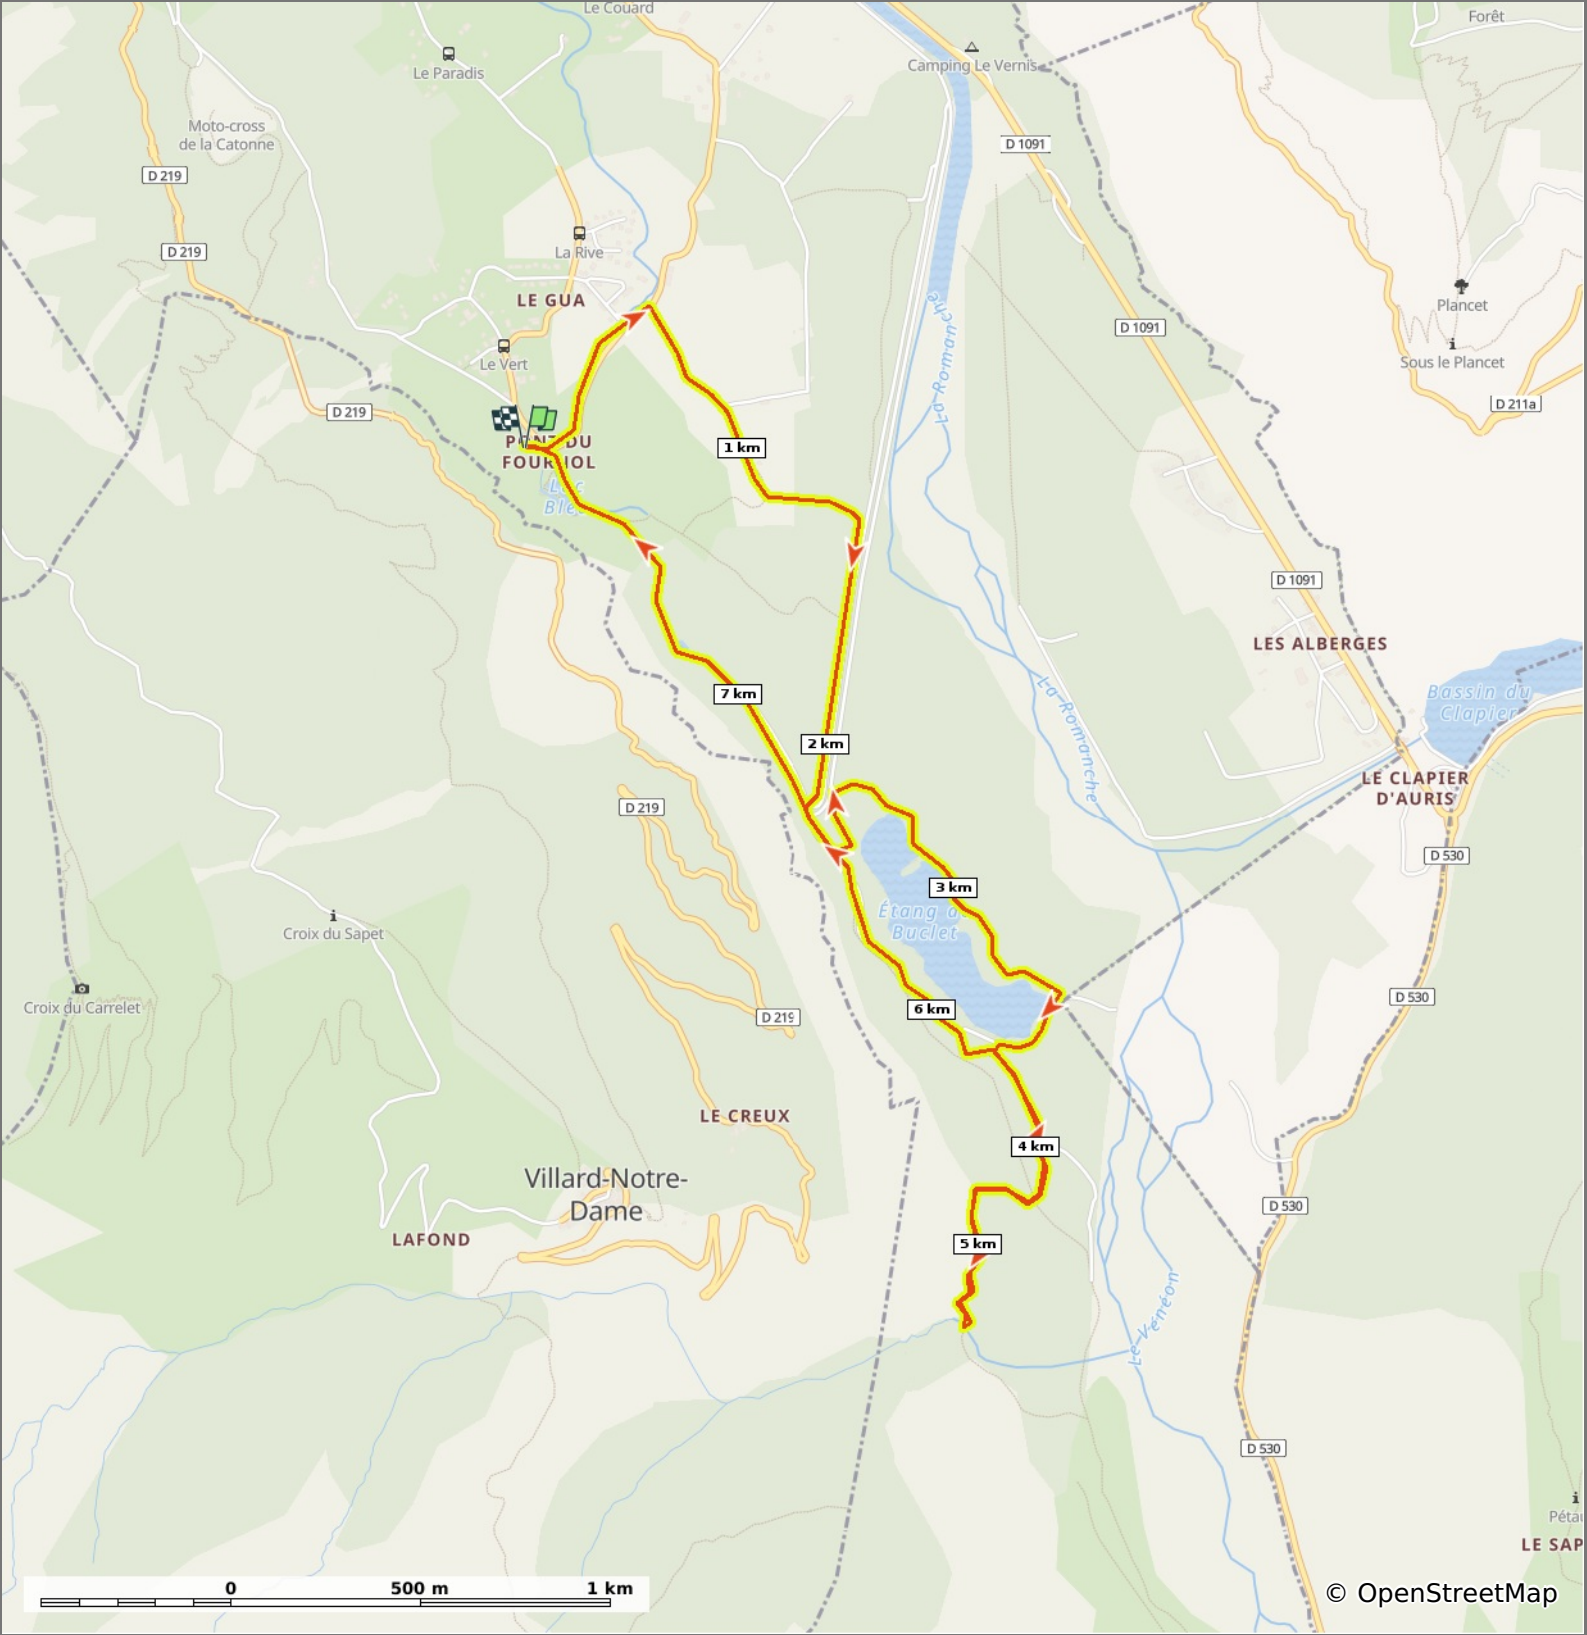 Le Couard
Forêt
Camping Le Vernis
Le Paradis
Moto-cross
de la Catonne
D 1091
D 219
La Rive
D 219
LE GUA
Plancet
La Romanche
D 1091
Sous le Plancet
Le Vert
D 211a
D 219
PONT DU
1 km
D 1091
LES ALBERGES
7 km
La Romanche
Bassin du
Clapier
2 km
LE CLAPIER
D'AURIS
D 219
D 530
3 km
Étang
Buclet
Croix du Sapet
Croix du Carrelet
D 530
6 km
D 219
LE CREUX
4 km
Villard-Notre-
Dame
D 530
LAFOND
5 km
Le Vénéon
D 530
LE SAP
0 500 m 1 km
© OpenStreetMap